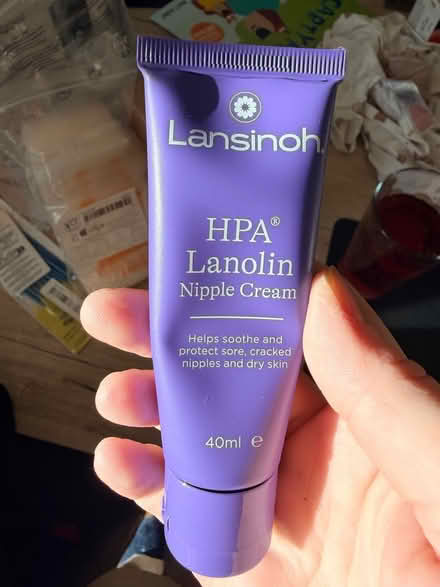 Lansinoh
HPA®
Lanolin
Nipple Cream
Helps soothe and
protect sore, cracked
nipples and dry skin
40ml ℮